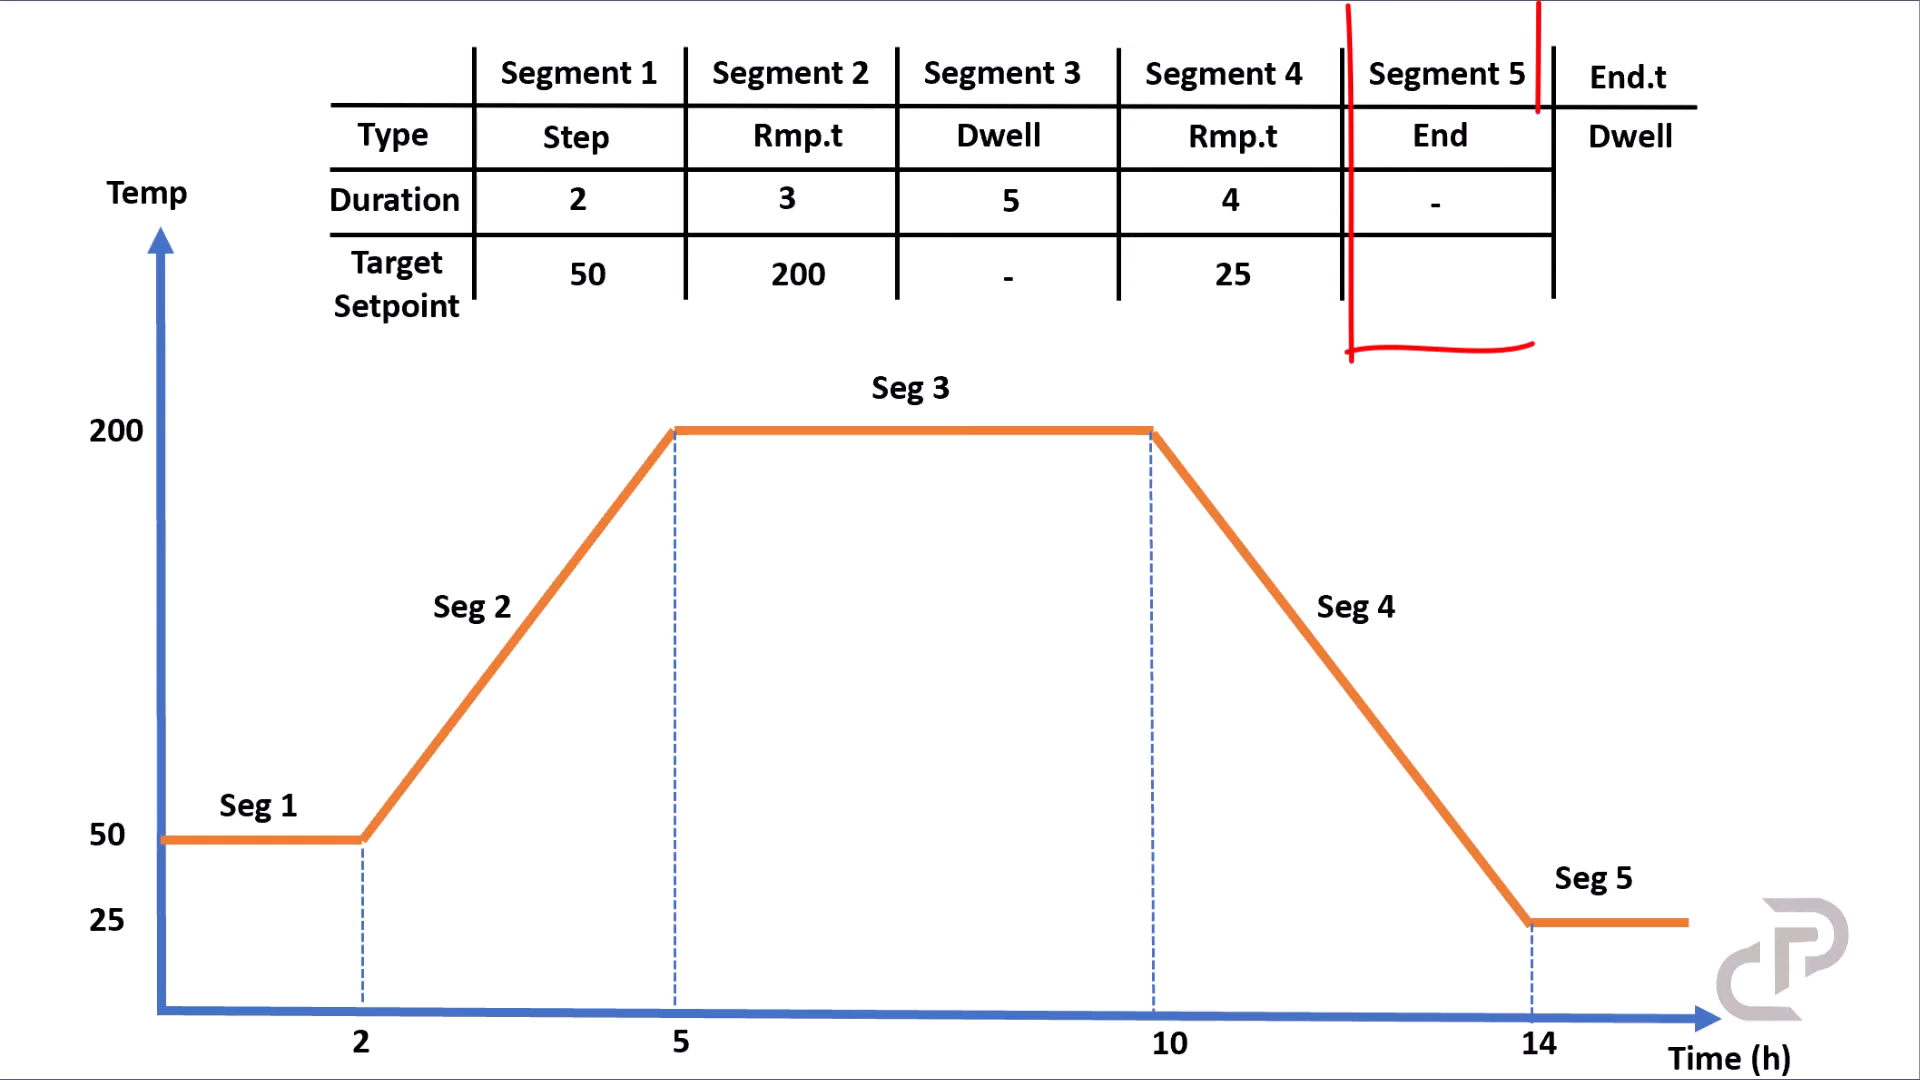 Segment 1 Segment 2 Segment 3 Segment 4 Segment 5 End.t
Type Step Rmp.t Dwell Rmp.t End Dwell
Duration 2 3 5 4 -
Target
Setpoint 50 200 - 25
Temp
Seg 3
200
Seg 2 Seg 4
Seg 1
50
Seg 5
25
2 5 10 14
Time (h)